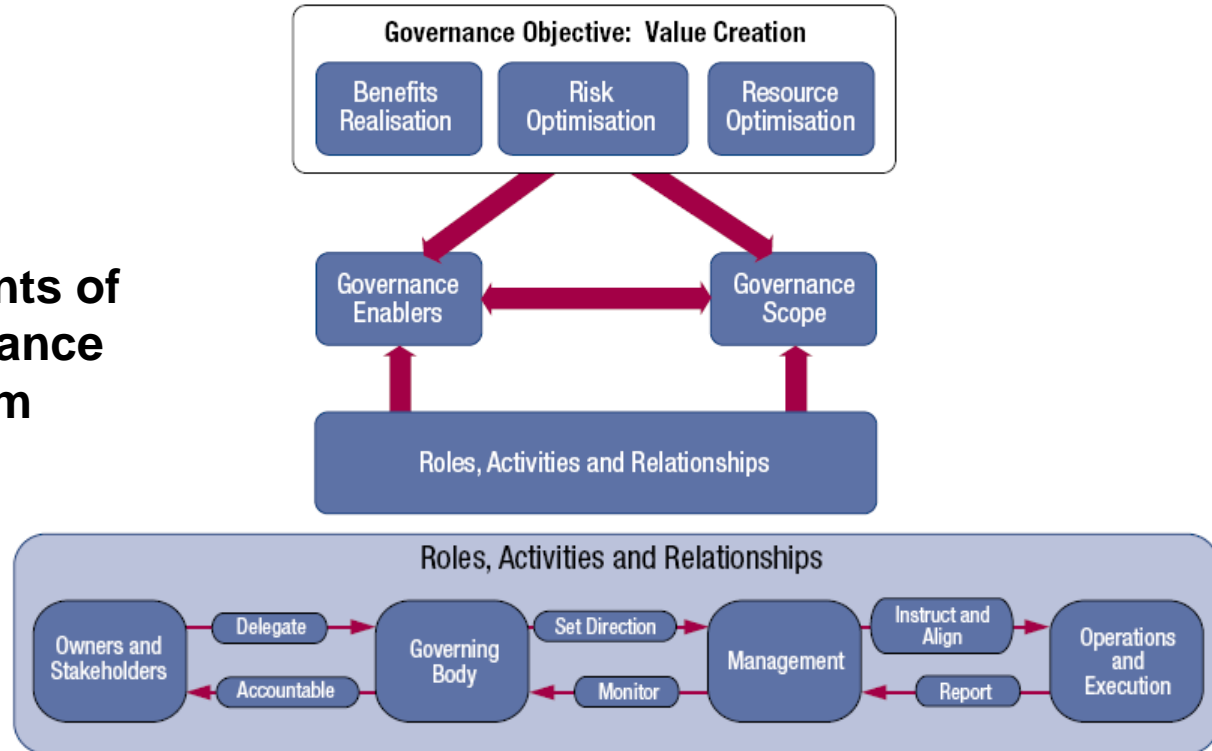 Governance Objective: Value Creation
Benefits
Realisation
Risk
Optimisation
Resource
Optimisation
nts of
ance
m
Governance
Enablers
Governance
Scope
Roles, Activities and Relationships
Roles, Activities and Relationships
Owners and
Stakeholders
Delegate
Accountable
Governing
Body
Set Direction
Monitor
Management
Instruct and
Align
Report
Operations
and
Execution